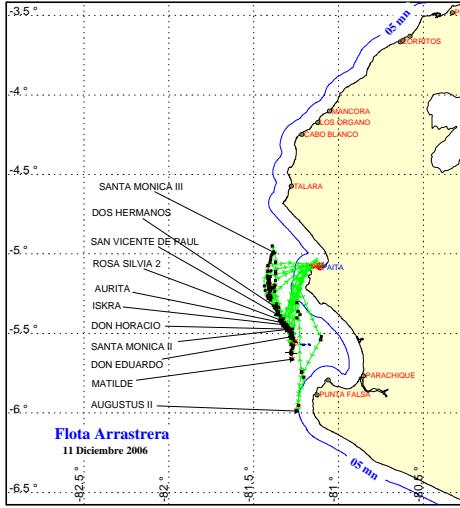 -3.5 °
05 mn
ZORRITOS
-4 °
MANCORA
LOS ORGANO
CABO BLANCO
-4.5 °
TALARA
SANTA MONICA III
DOS HERMANOS
SAN VICENTE DE PAUL
-5 °
ROSA SILVIA 2
PAITA
AURITA
ISKRA
DON HORACIO
-5.5 °
SANTA MONICA II
DON EDUARDO
MATILDE
PARACHIQUE
PUNTA FALSA
AUGUSTUS II
-6 °
Flota Arrastrera
11 Diciembre 2006
05 mn
-6.5 °
-82.5 °
-82 °
-81.5 °
-81 °
-80.5 °